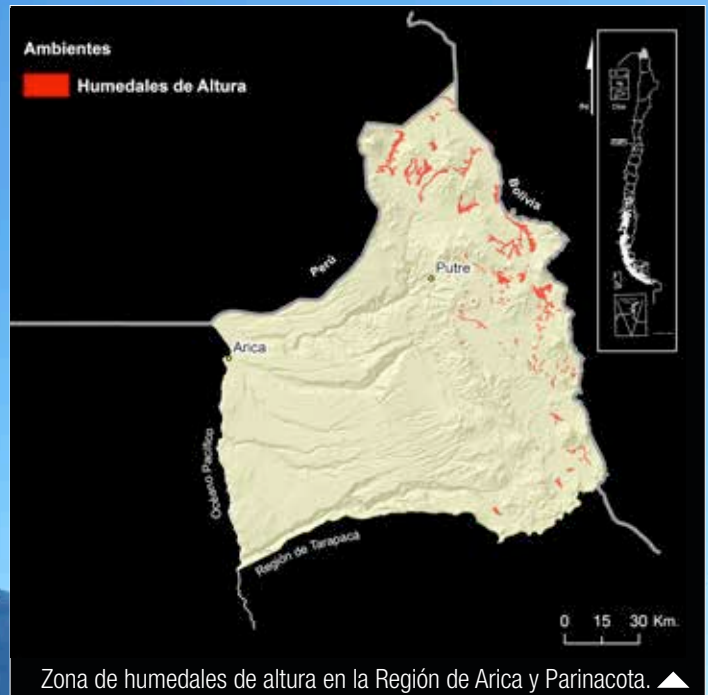 Ambientes
Humedales de Altura
Bolivia
Perú
Putre
Arica
Océano Pacífico
Región de Tarapacá
0 15 30 Km.
Zona de humedales de altura en la Región de Arica y Parinacota.